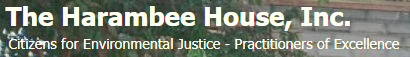 The Harambee House, Inc.
Citizens for Environmental Justice - Practitioners of Excellence